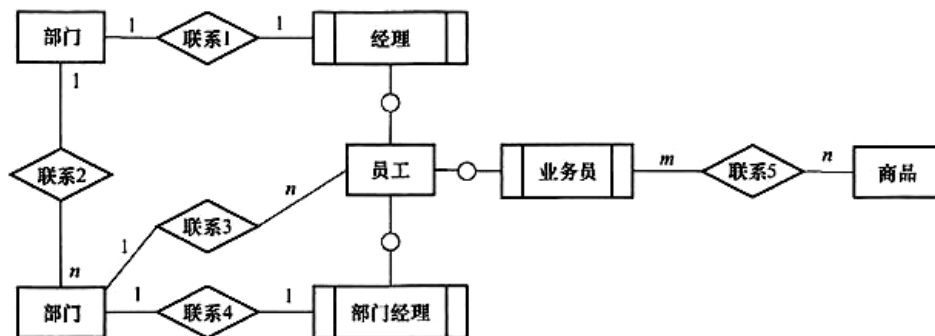 部门 1 联系1 1 经理
1
联系2 员工 业务员 m 联系5 n 商品
n
联系3
1
n
部门 1 联系4 1 部门经理